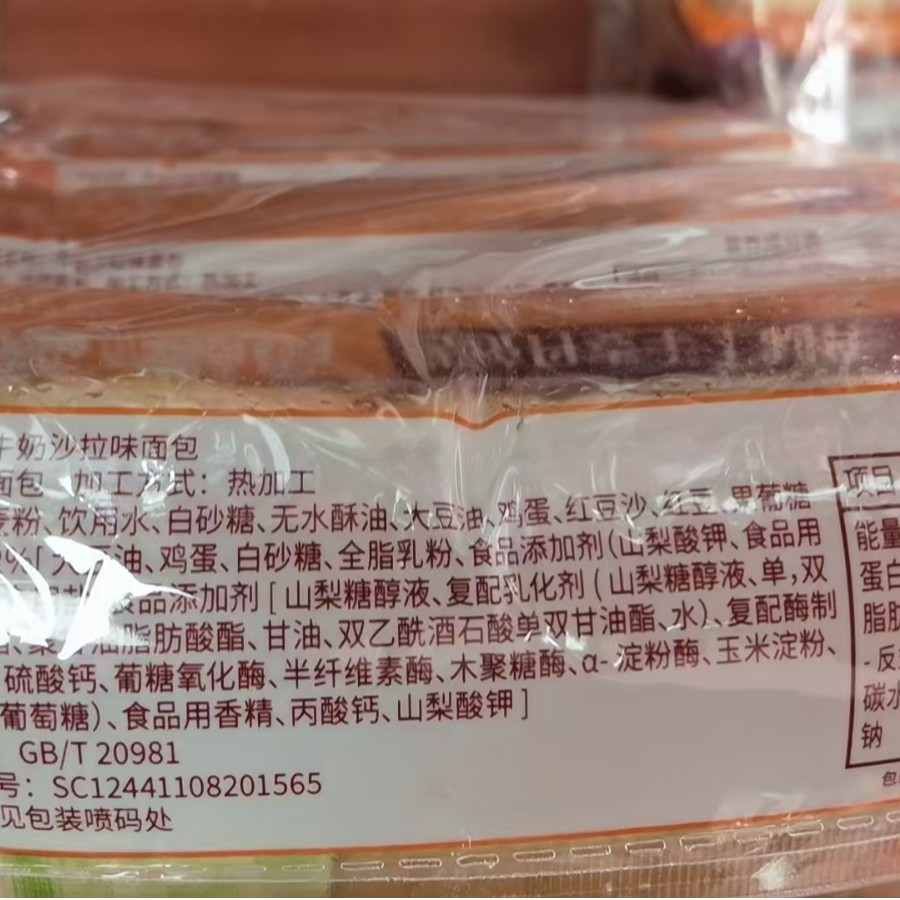 牛奶沙拉味面包
面包 加工方式：热加工
麦粉、饮用水、白砂糖、无水酥油、大豆油、鸡蛋、红豆沙、红豆、果葡糖
油、鸡蛋、白砂糖、全脂乳粉、食品添加剂(山梨酸钾、食品用
食品添加剂[山梨糖醇液、复配乳化剂(山梨糖醇液、单,双
油脂肪酸酯、甘油、双乙酰酒石酸单双甘油酯、水)、复配酶制
硫酸钙、葡糖氧化酶、半纤维素酶、木聚糖酶、α-淀粉酶、玉米淀粉、
葡萄糖)、食品用香精、丙酸钙、山梨酸钾]
GB/T 20981
号：SC12441108201565
见包装喷码处
项目
能量
蛋白
脂肪
-反
碳水
钠
包